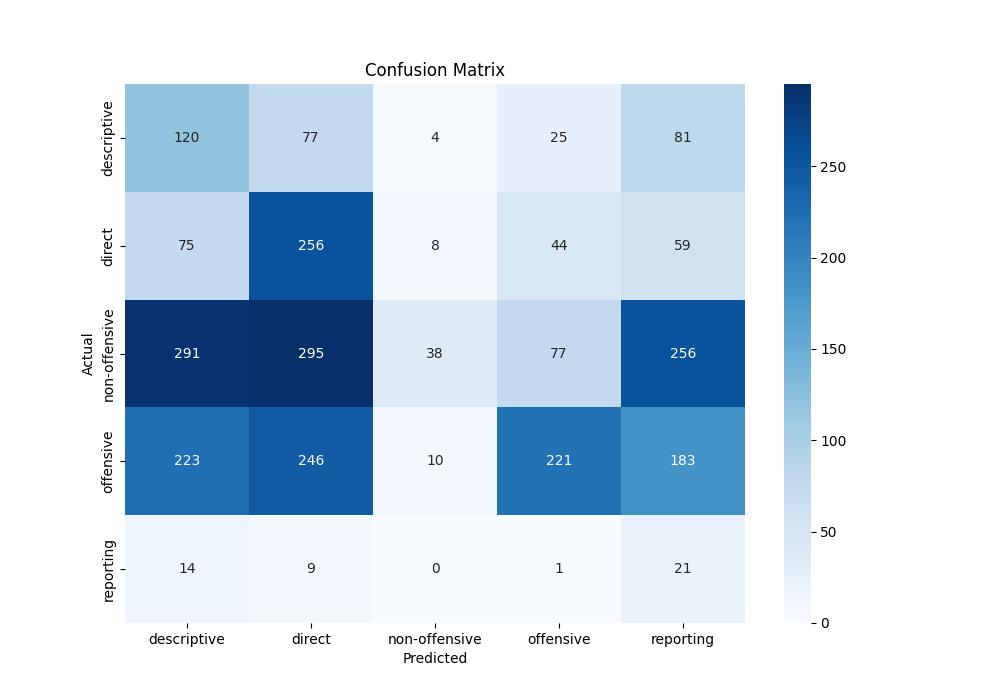 Confusion Matrix
Actual
descriptive 120 77 4 25 81
direct 75 256 8 44 59
non-offensive 291 295 38 77 256
offensive 223 246 10 221 183
reporting 14 9 0 1 21
descriptive direct non-offensive offensive reporting
Predicted
250
200
150
100
50
0